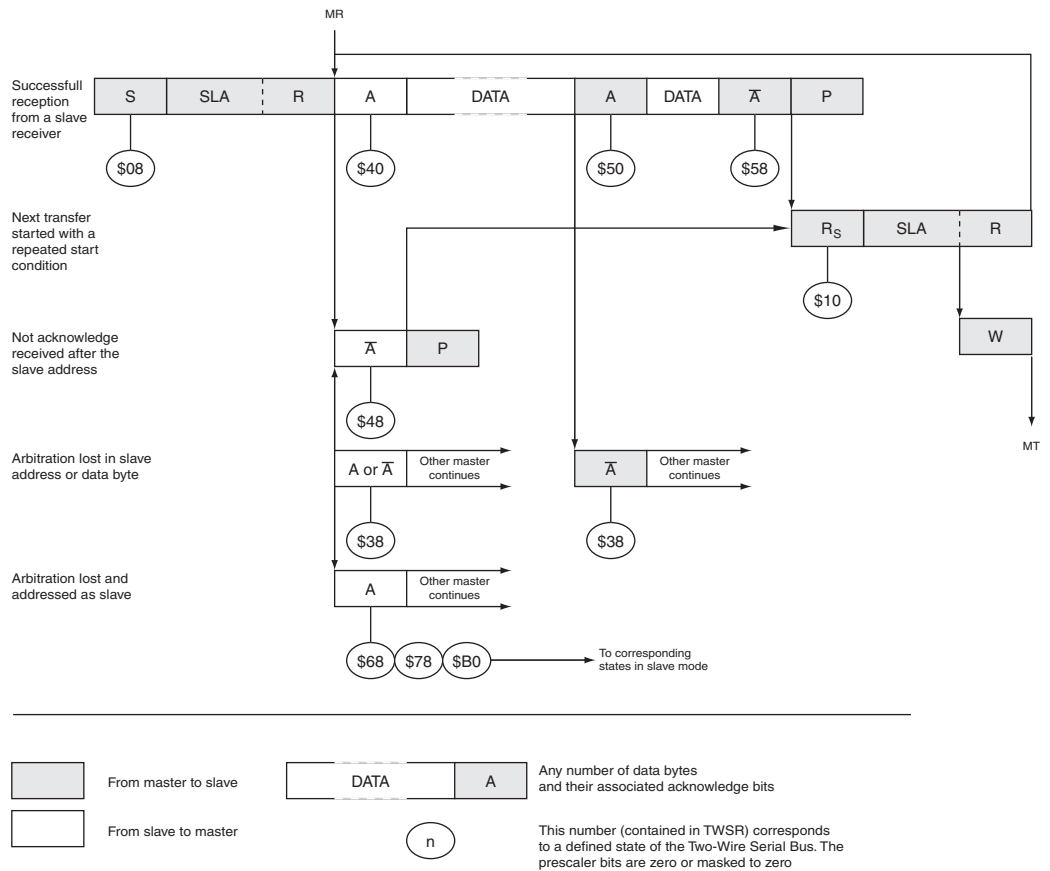 MR
Successfull
reception
from a slave
receiver
S SLA R A DATA A DATA A̅ P
$08 $40 $50 $58
Next transfer
started with a
repeated start
condition
RS SLA R
$10
W
MT
Not acknowledge
received after the
slave address
A̅ P
$48
Arbitration lost in slave
address or data byte
A or A̅ Other master
continues
A̅ Other master
continues
$38 $38
Arbitration lost and
addressed as slave
A Other master
continues
$68 $78 $B0 To corresponding
states in slave mode
From master to slave
From slave to master
DATA A
Any number of data bytes
and their associated acknowledge bits
n
This number (contained in TWSR) corresponds
to a defined state of the Two-Wire Serial Bus. The
prescaler bits are zero or masked to zero